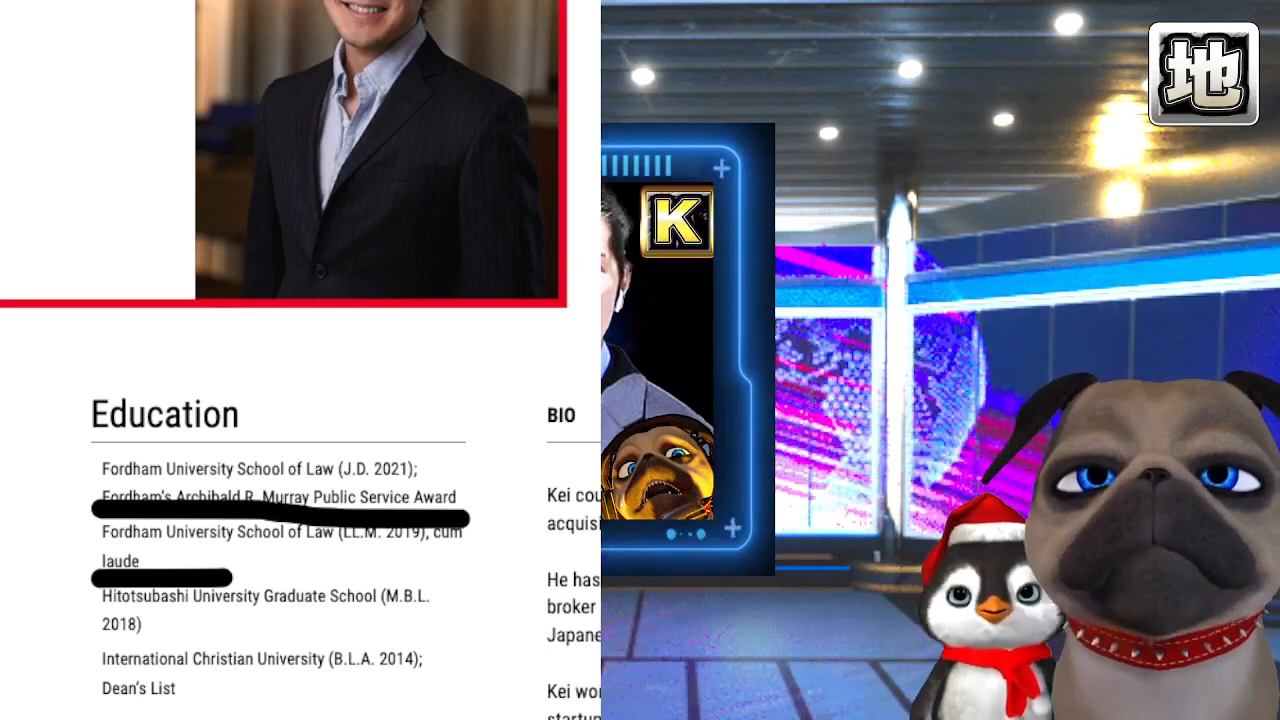 地
K
Education
Fordham University School of Law (J.D. 2021);
Fordham's Archibald R. Murray Public Service Award
Fordham University School of Law (LL.M. 2019), cum
laude
Hitotsubashi University Graduate School (M.B.L.
2018)
International Christian University (B.L.A. 2014);
Dean's List
BIO
Kei cou
acquisi
He has
broker
Japane
Kei wor
startup